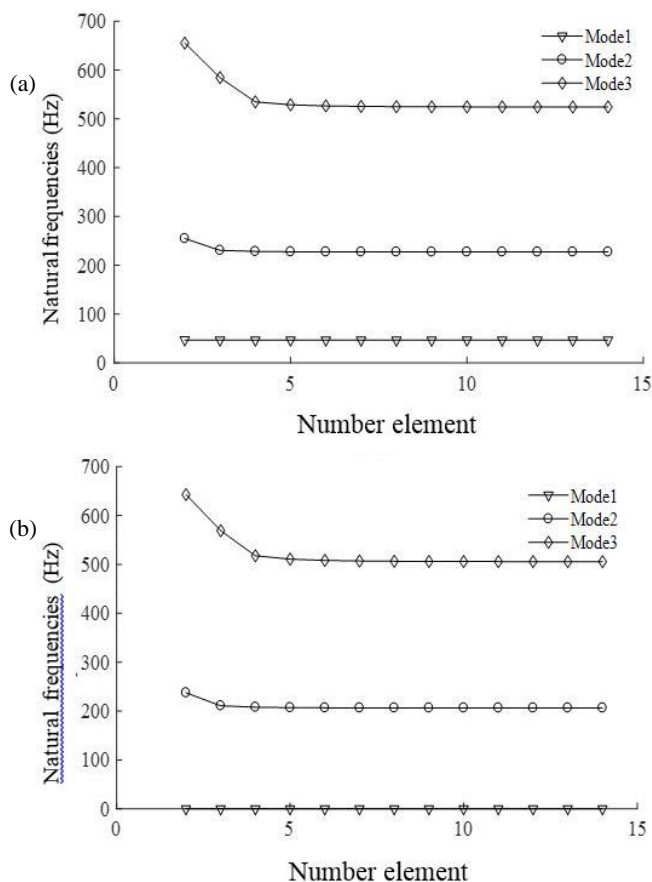 (a)
Natural frequencies (Hz)
700
600
500
400
300
200
100
0
Mode1
Mode2
Mode3
0 5 10 15
Number element
(b)
Natural frequencies (Hz)
700
600
500
400
300
200
100
0
Mode1
Mode2
Mode3
0 5 10 15
Number element